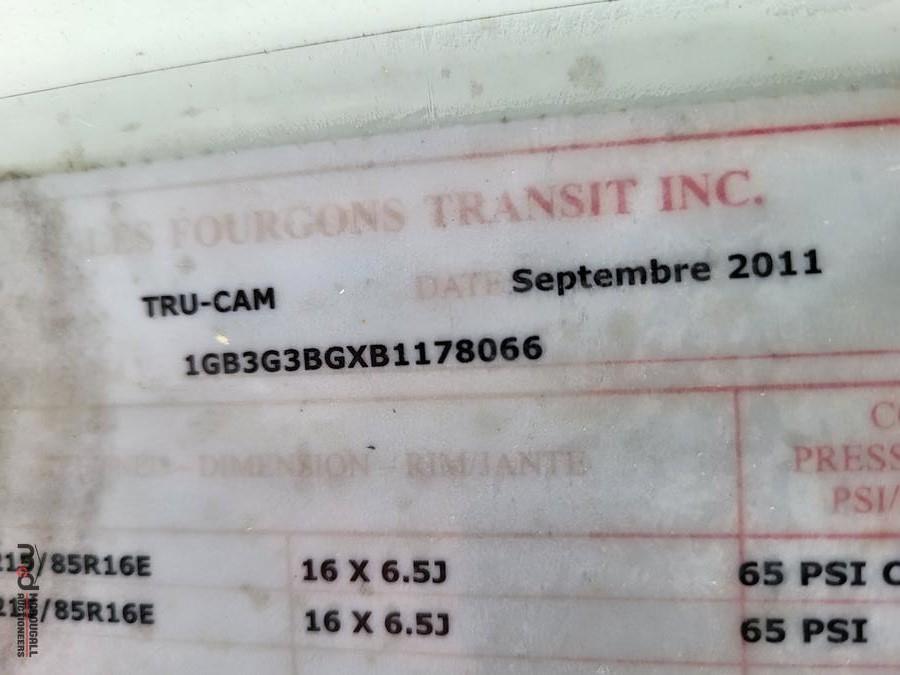 LES FOURGONS TRANSIT INC.
TRU-CAM DATE Septembre 2011
1GB3G3BGXB1178066
DIMENSION - RIM/JANTE
PRESS
PSI/
/85R16E 16 X 6.5J 65 PSI C
/85R16E 16 X 6.5J 65 PSI
McDOUGALL
AUCTIONEERS